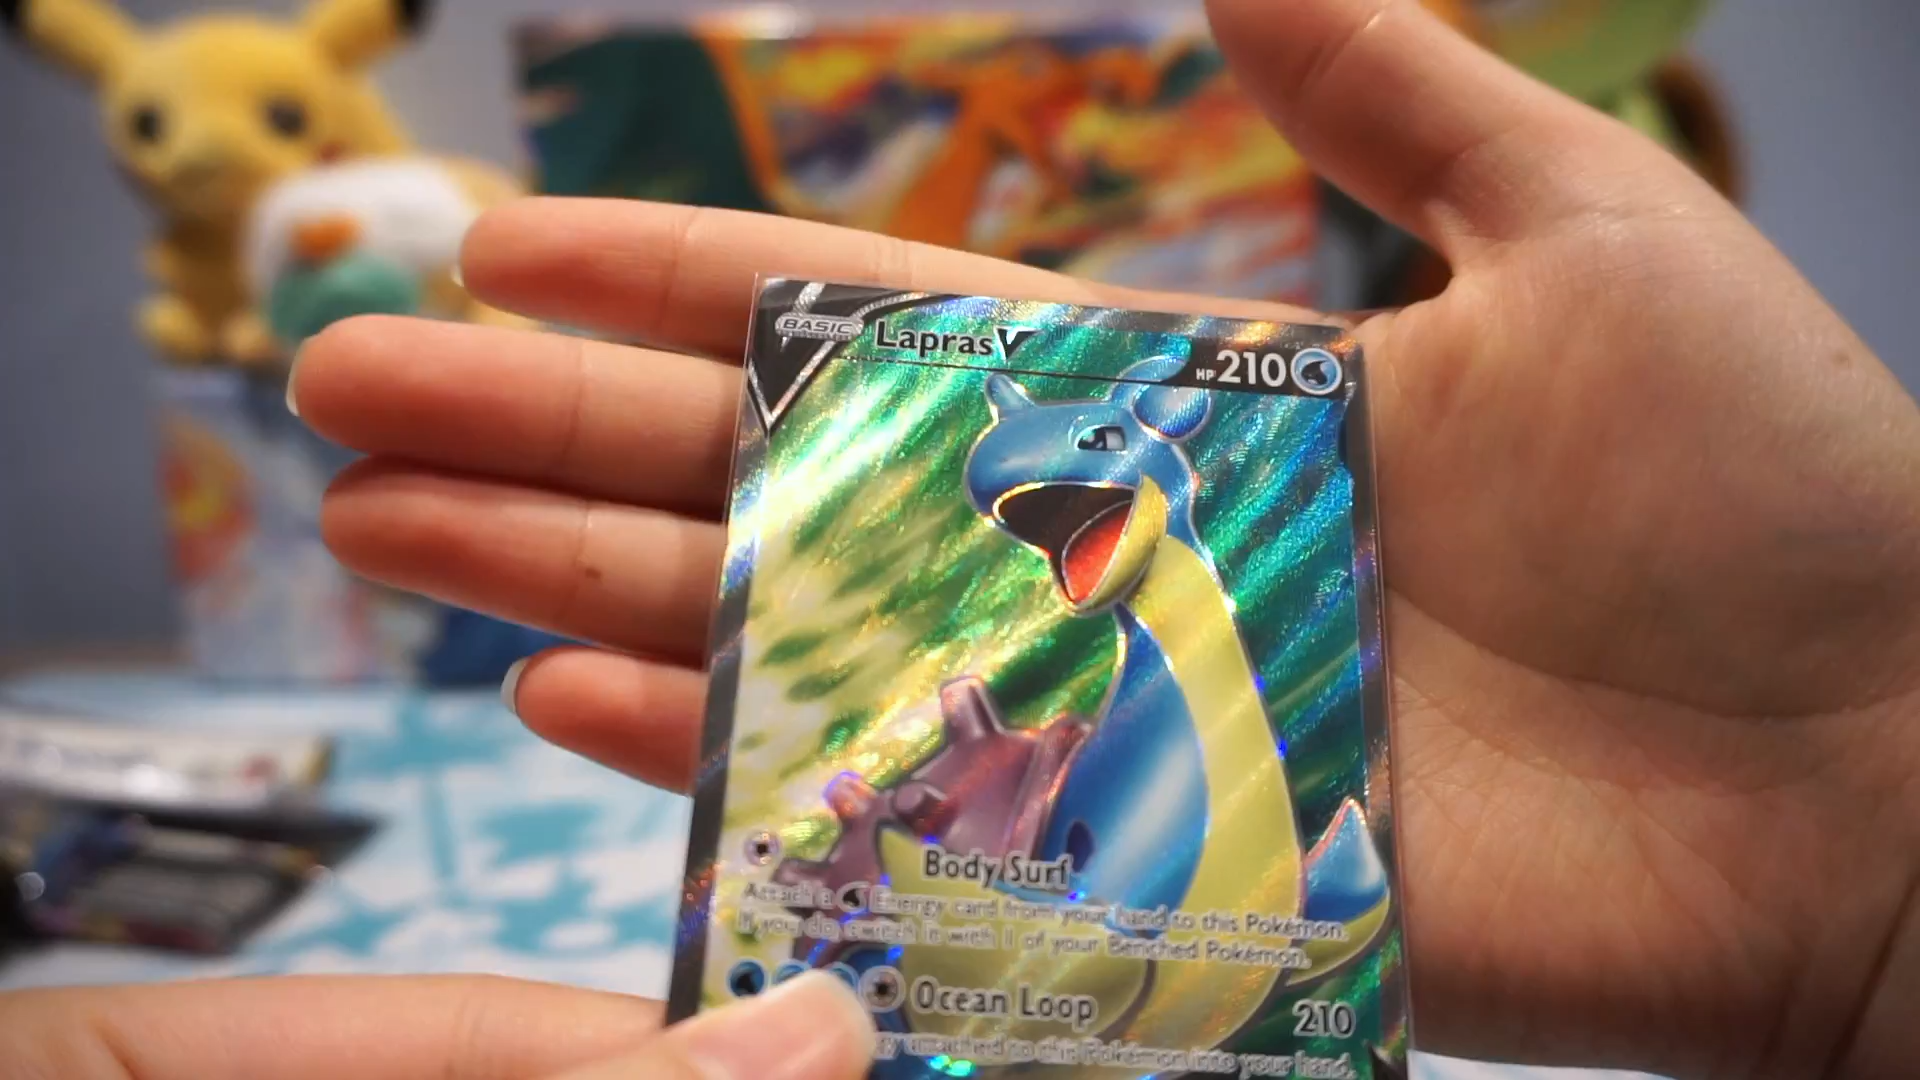 BASIC
Lapras V
HP 210
Body Surf
Attach a Energy card from your hand to this Pokémon.
If you do, switch it with 1 of your Benched Pokémon.
Ocean Loop 210
attached to this Pokémon into your hand.